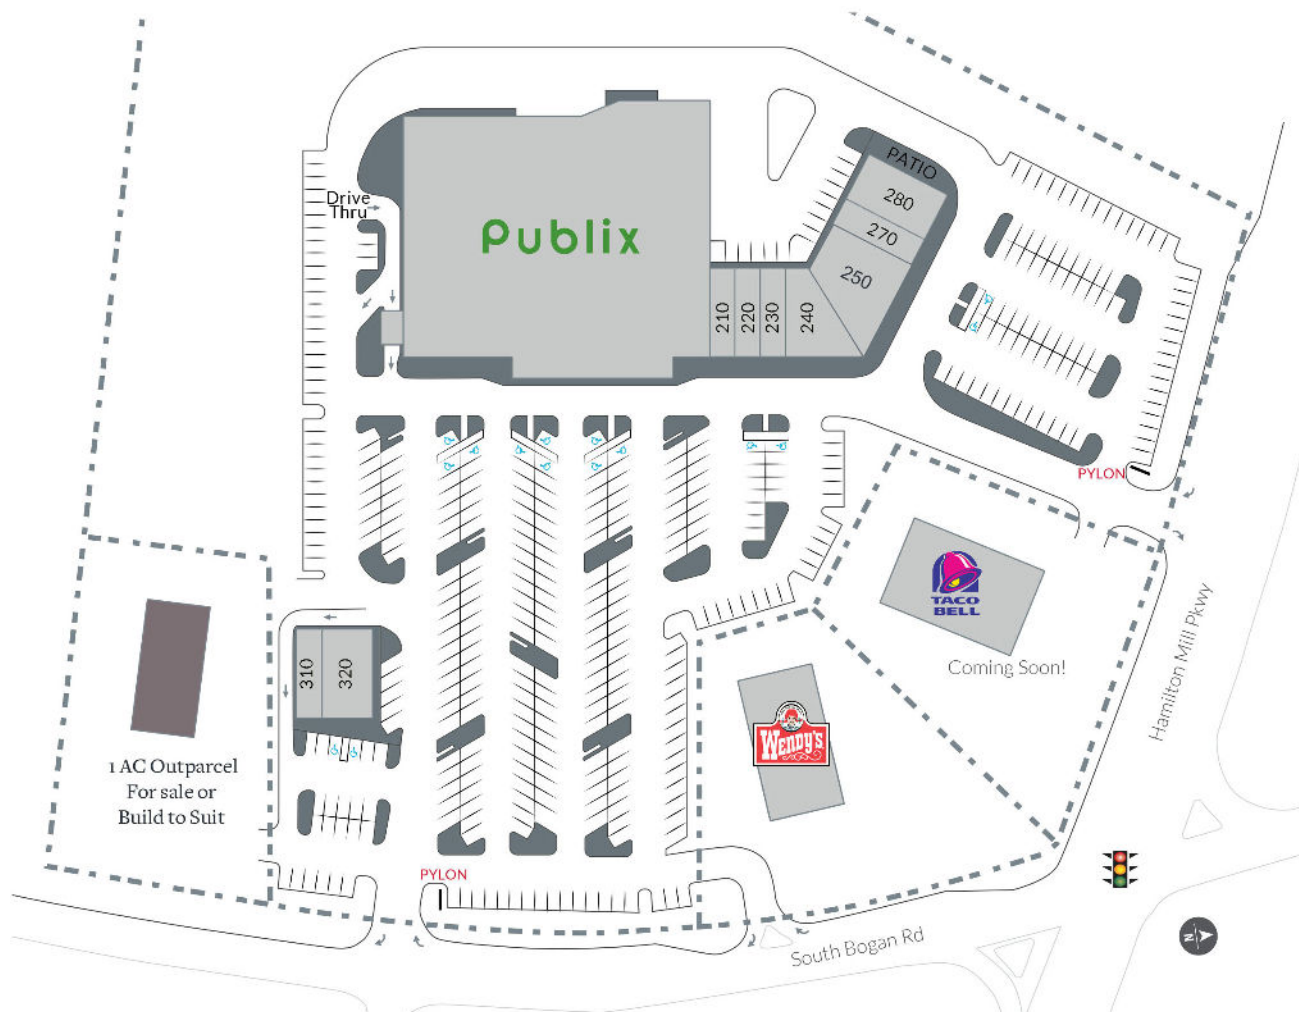 PATIO
280
270
250
Drive
Thru
Publix
210
220
230
240
PYLON
TACO
BELL
Coming Soon!
Hamilton Mill Pkwy
310
320
WENDY'S
1 AC Outparcel
For sale or
Build to Suit
PYLON
South Bogan Rd
N